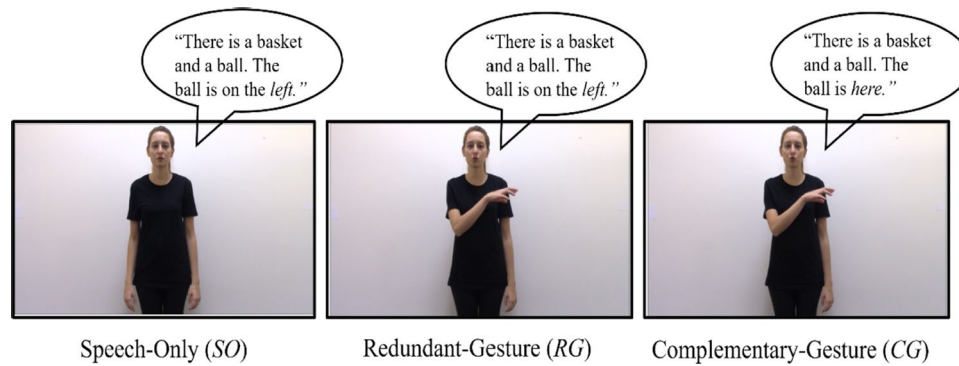 “There is a basket
and a ball. The
ball is on the left.”
“There is a basket
and a ball. The
ball is on the left.”
“There is a basket
and a ball. The
ball is here.”
Speech-Only (SO)
Redundant-Gesture (RG)
Complementary-Gesture (CG)